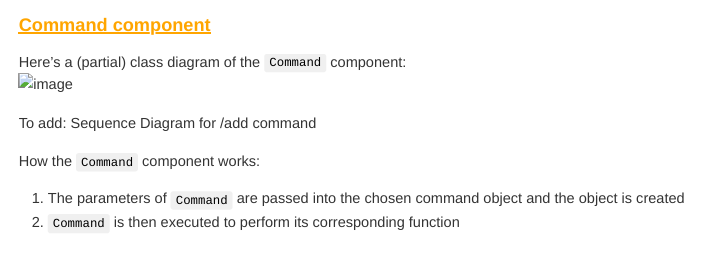 Command component
Here’s a (partial) class diagram of the Command component:
image
To add: Sequence Diagram for /add command
How the Command component works:
1. The parameters of Command are passed into the chosen command object and the object is created
2. Command is then executed to perform its corresponding function